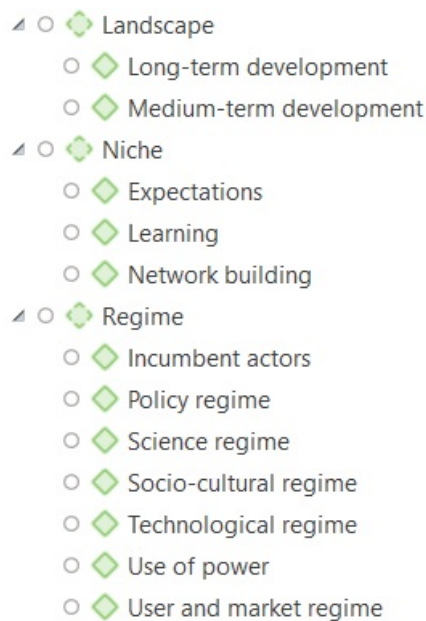 Landscape
Long-term development
Medium-term development
Niche
Expectations
Learning
Network building
Regime
Incumbent actors
Policy regime
Science regime
Socio-cultural regime
Technological regime
Use of power
User and market regime